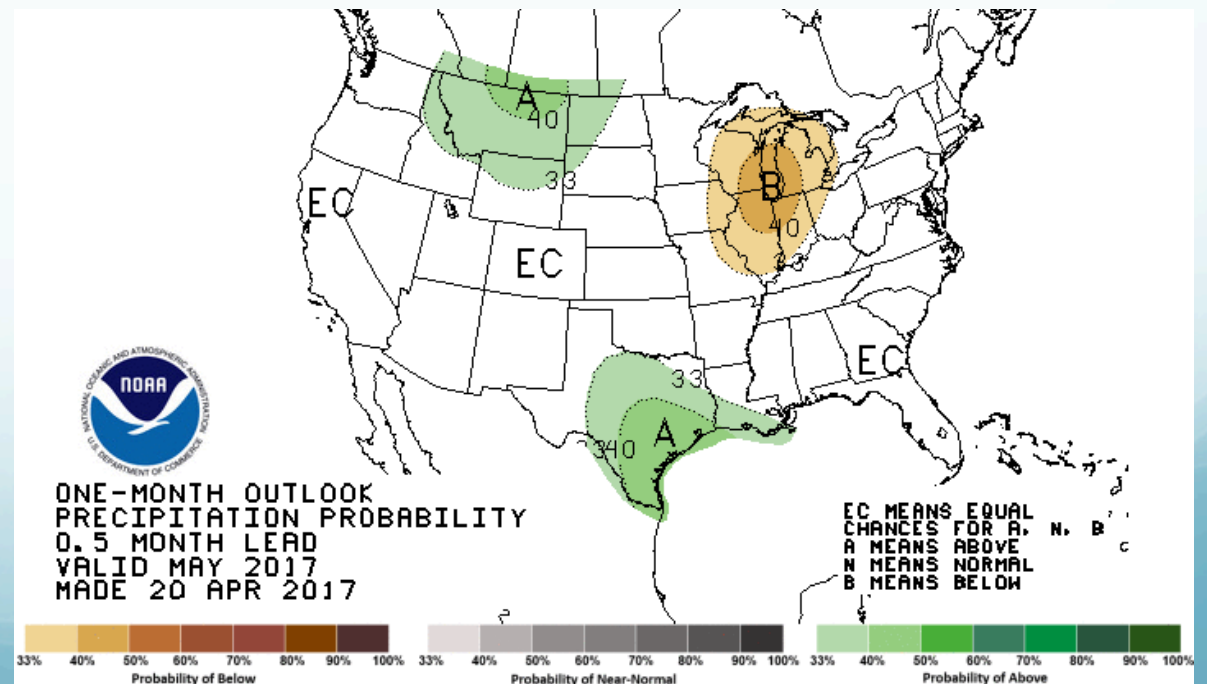 A
40
33
EC
EC
B
40
33
EC
33
A
3340
NATIONAL OCEANIC AND ATMOSPHERIC ADMINISTRATION
NOAA
U.S. DEPARTMENT OF COMMERCE
ONE-MONTH OUTLOOK
PRECIPITATION PROBABILITY
0.5 MONTH LEAD
VALID MAY 2017
MADE 20 APR 2017
EC MEANS EQUAL
CHANCES FOR A, N, B
A MEANS ABOVE
N MEANS NORMAL
B MEANS BELOW
33% 40% 50% 60% 70% 80% 90% 100%
Probability of Below
33% 40% 50% 60% 70% 80% 90% 100%
Probability of Near-Normal
33% 40% 50% 60% 70% 80% 90% 100%
Probability of Above